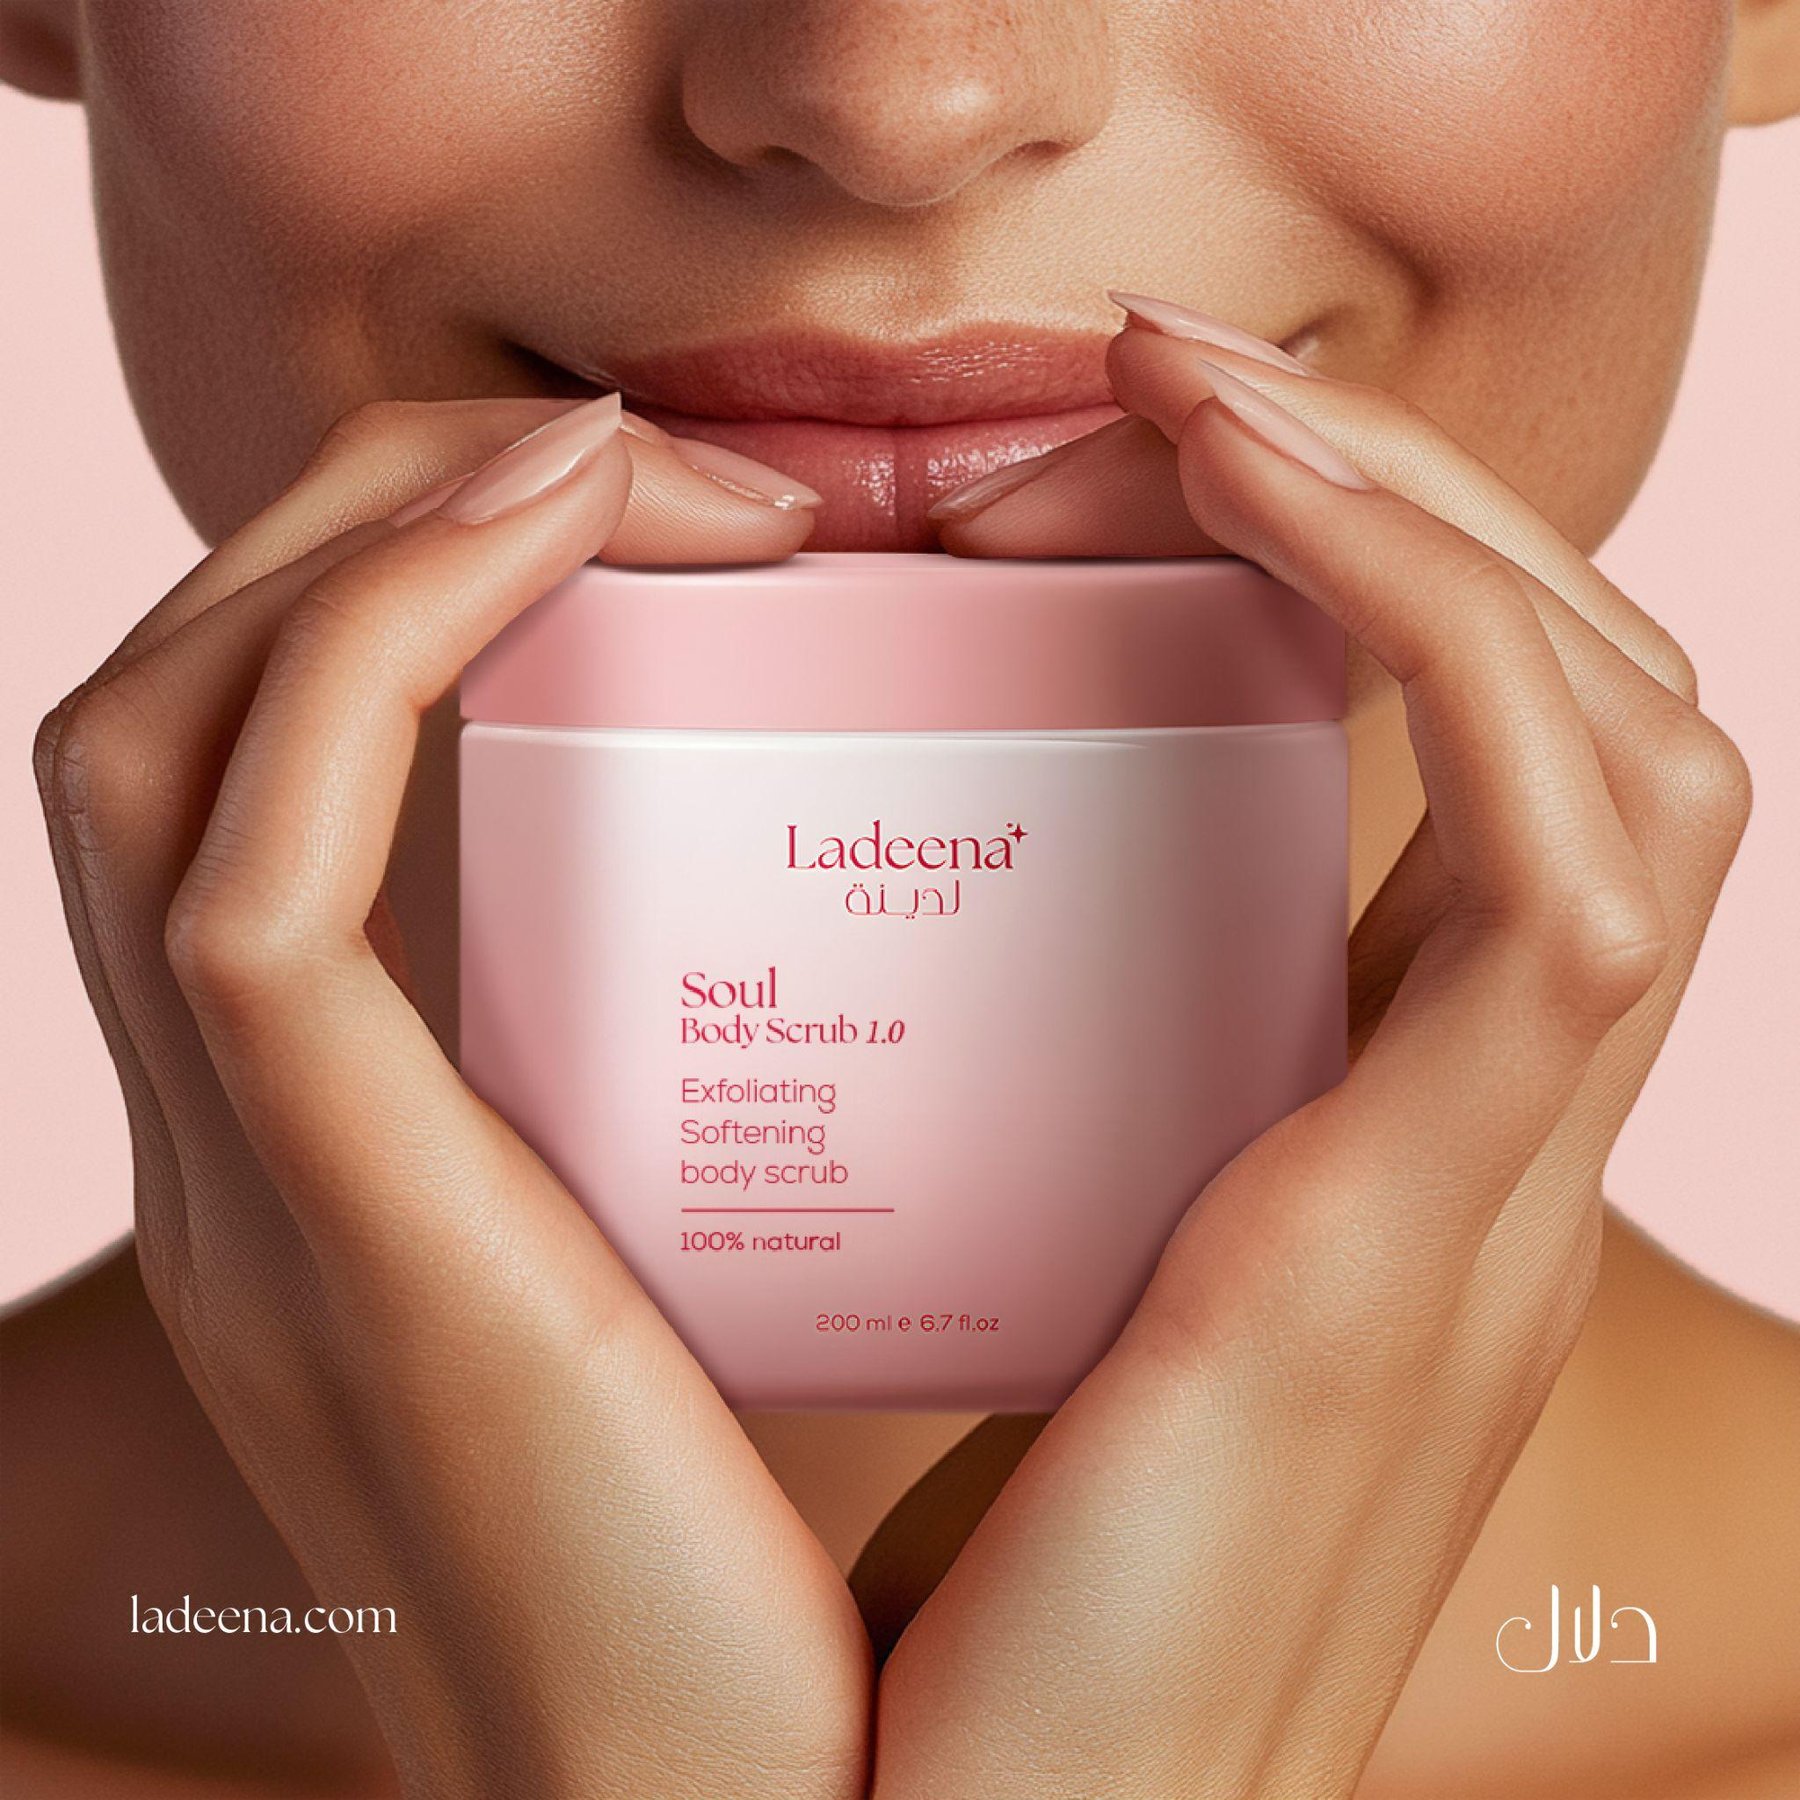 Ladeena
لدينة
Soul
Body Scrub 1.0
Exfoliating
Softening
body scrub
100% natural
200 ml e 6.7 fl.oz
ladeena.com
دلال